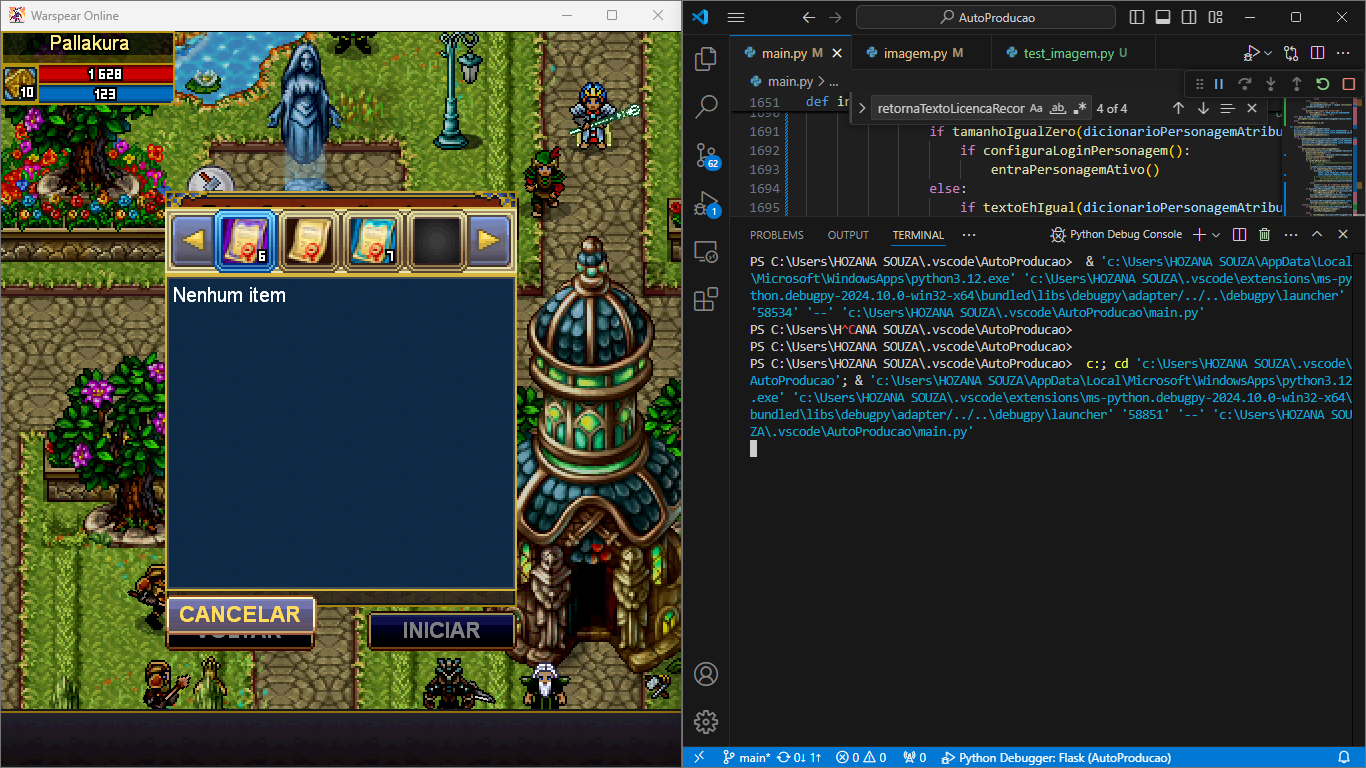 Warspear Online
Pallakura
1 628
10
123
6
7
Nenhum item
CANCELAR
INICIAR
AutoProducao
main.py M
imagem.py M
test_imagem.py U
main.py > ...
1651 def in
retornaTextoLicencaRecor Aa ab 4 of 4
1690
1691 if tamanhoIgualZero(dicionarioPersonagemAtribu
1692 if configuraLoginPersonagem():
1693 entraPersonagemAtivo()
1694 else:
1695 if textoEhIgual(dicionarioPersonagemAtribu
PROBLEMS OUTPUT TERMINAL ... Python Debug Console
PS C:\Users\HOZANA SOUZA\.vscode\AutoProducao> & 'c:\Users\HOZANA SOUZA\AppData\Local
\Microsoft\WindowsApps\python3.12.exe' 'c:\Users\HOZANA SOUZA\.vscode\extensions\ms-py
thon.debugpy-2024.10.0-win32-x64\bundled\libs\debugpy\adapter/../..\debugpy\launcher'
'58534' '--' 'c:\Users\HOZANA SOUZA\.vscode\AutoProducao\main.py'
PS C:\Users\H^CANA SOUZA\.vscode\AutoProducao>
PS C:\Users\HOZANA SOUZA\.vscode\AutoProducao>
PS C:\Users\HOZANA SOUZA\.vscode\AutoProducao> c:; cd 'c:\Users\HOZANA SOUZA\.vscode\
AutoProducao'; & 'c:\Users\HOZANA SOUZA\AppData\Local\Microsoft\WindowsApps\python3.12
.exe' 'c:\Users\HOZANA SOUZA\.vscode\extensions\ms-python.debugpy-2024.10.0-win32-x64\
bundled\libs\debugpy\adapter/../..\debugpy\launcher' '58851' '--' 'c:\Users\HOZANA SOU
ZA\.vscode\AutoProducao\main.py'
62
1
main* 0↓ 1↑ 0 0 0 Python Debugger: Flask (AutoProducao)